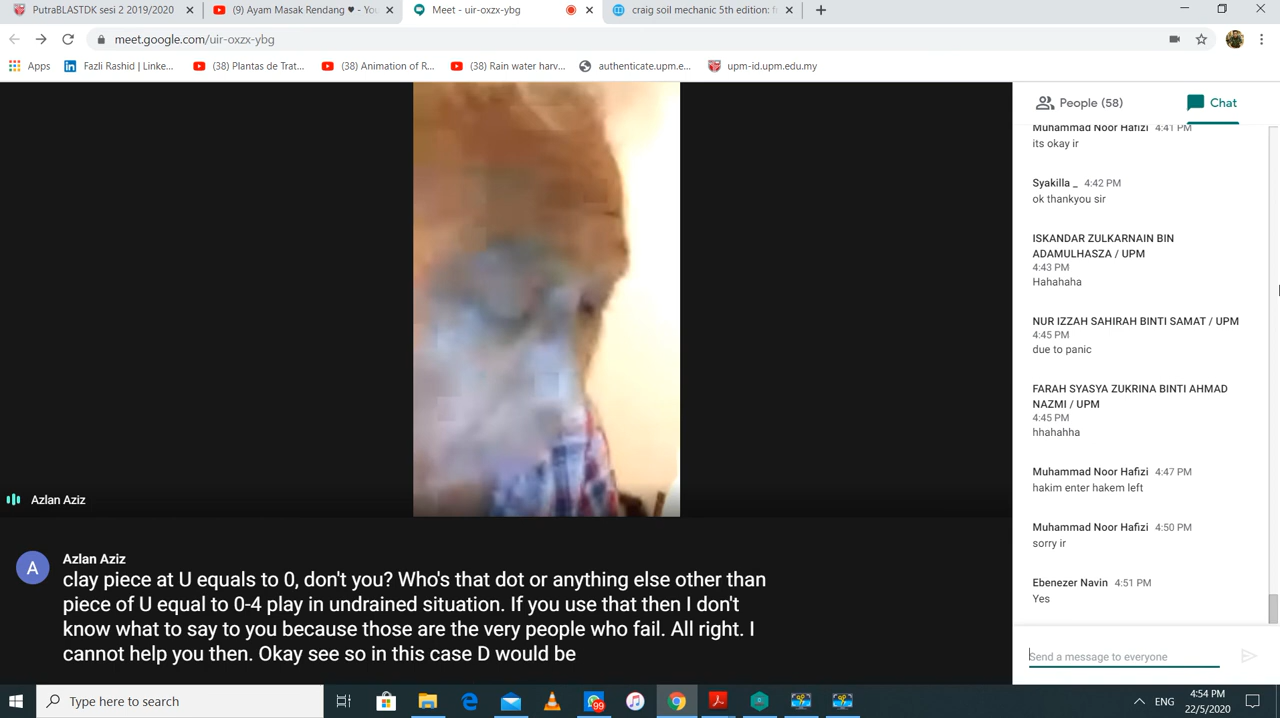 PutraBLASTDK sesi 2 2019/2020
(9) Ayam Masak Rendang ♥ - You
Meet - uir-oxzx-ybg
craig soil mechanic 5th edition: f
meet.google.com/uir-oxzx-ybg
Apps
Fazli Rashid | Linke...
(38) Plantas de Trat...
(38) Animation of R...
(38) Rain water harv...
authenticate.upm.e...
upm-id.upm.edu.my
People (58)
Chat
Muhammad Noor Hafizi 4:41 PM
its okay ir
Syakilla _ 4:42 PM
ok thankyou sir
ISKANDAR ZULKARNAIN BIN
ADAMULHASZA / UPM
4:43 PM
Hahahaha
NUR IZZAH SAHIRAH BINTI SAMAT / UPM
4:45 PM
due to panic
FARAH SYASYA ZUKRINA BINTI AHMAD
NAZMI / UPM
4:45 PM
hhahahha
Muhammad Noor Hafizi 4:47 PM
hakim enter hakem left
Muhammad Noor Hafizi 4:50 PM
sorry ir
Ebenezer Navin 4:51 PM
Yes
Send a message to everyone
Azlan Aziz
A
Azlan Aziz
clay piece at U equals to 0, don't you? Who's that dot or anything else other than
piece of U equal to 0-4 play in undrained situation. If you use that then I don't
know what to say to you because those are the very people who fail. All right. I
cannot help you then. Okay see so in this case D would be
Type here to search
99
ENG
4:54 PM
22/5/2020